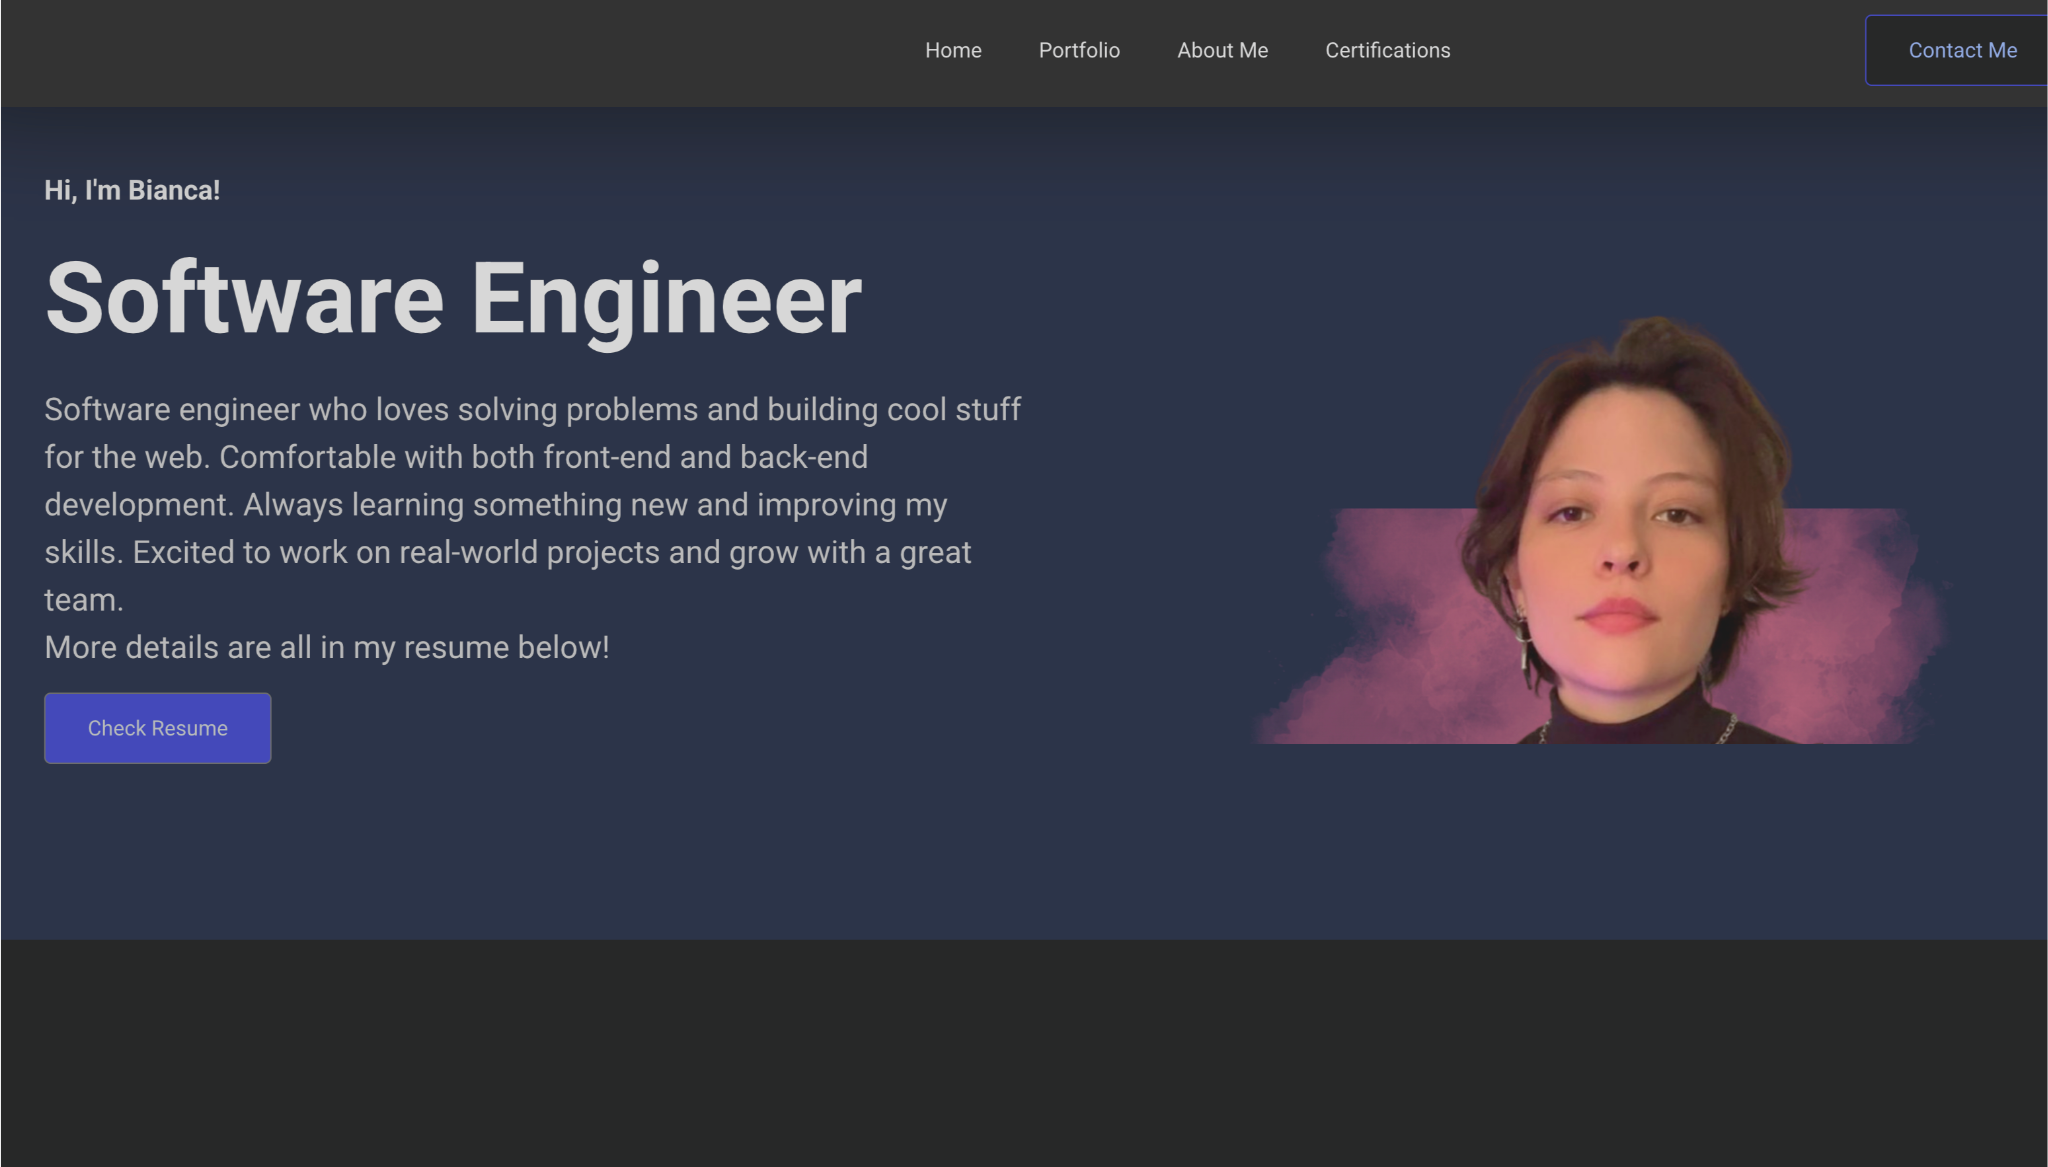 Home Portfolio About Me Certifications Contact Me
Hi, I'm Bianca!
Software Engineer
Software engineer who loves solving problems and building cool stuff
for the web. Comfortable with both front-end and back-end
development. Always learning something new and improving my
skills. Excited to work on real-world projects and grow with a great
team.
More details are all in my resume below!
Check Resume